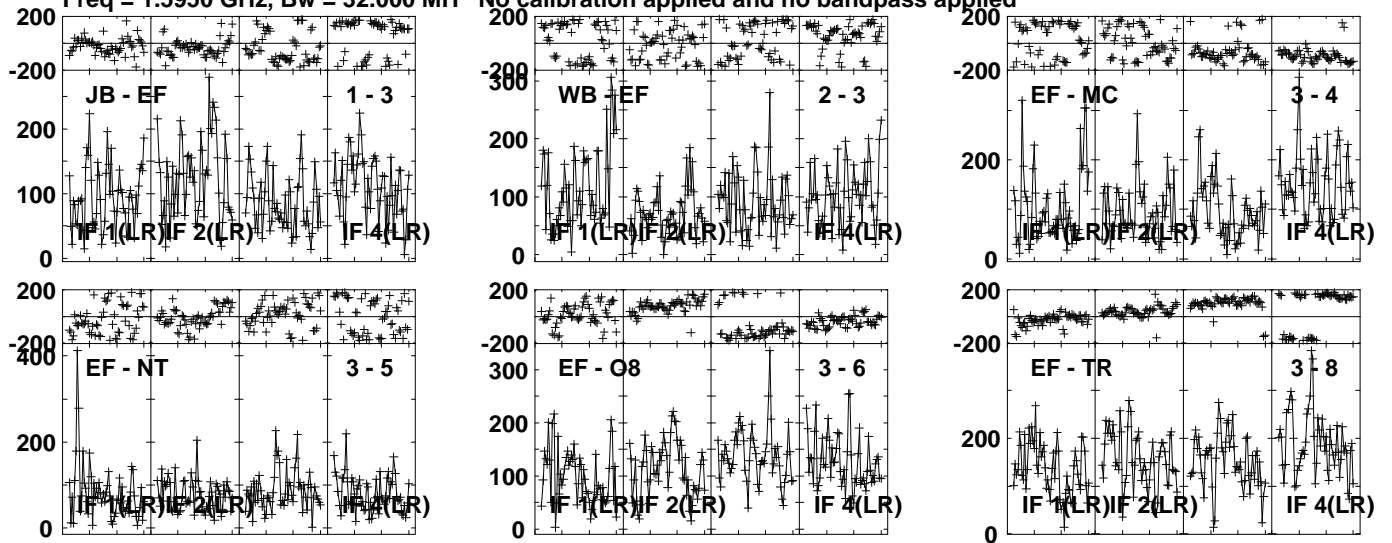 Freq = 1.5950 GHz, Bw = 32.000 MH No calibration applied and no bandpass applied
200
-200
JB - EF 1 - 3
200
100
0
IF 1(LR) IF 2(LR) IF 4(LR)
200
-200
300
WB - EF 2 - 3
200
100
0
IF 1(LR) IF 2(LR) IF 4(LR)
200
-200
EF - MC 3 - 4
200
0
IF 1(LR) IF 2(LR) IF 4(LR)
200
-200
400
EF - NT 3 - 5
200
0
IF 1(LR) IF 2(LR) IF 4(LR)
200
-200
300
EF - O8 3 - 6
200
100
0
IF 1(LR) IF 2(LR) IF 4(LR)
200
-200
EF - TR 3 - 8
200
0
IF 1(LR) IF 2(LR) IF 4(LR)